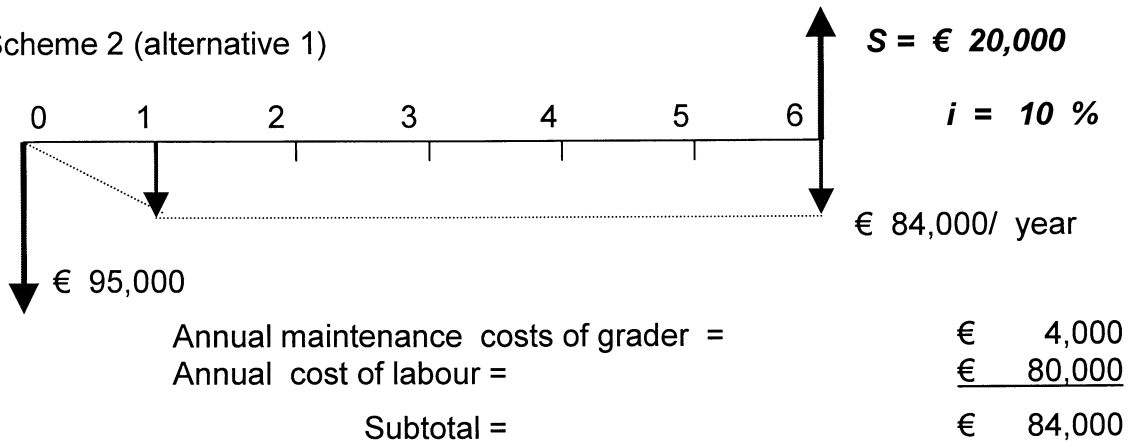 cheme 2 (alternative 1)
S = € 20,000
0 1 2 3 4 5 6
i = 10 %
€ 84,000/ year
€ 95,000
Annual maintenance costs of grader = € 4,000
Annual cost of labour = € 80,000
Subtotal = € 84,000